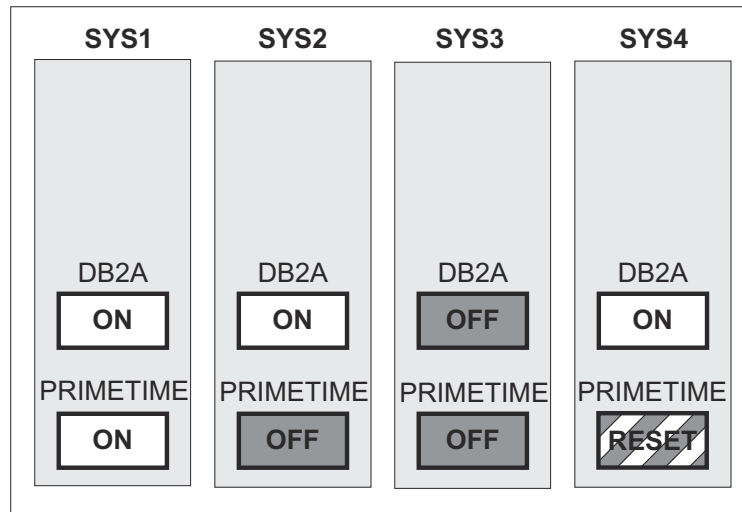 SYS1 SYS2 SYS3 SYS4
DB2A DB2A DB2A DB2A
ON ON OFF ON
PRIMETIME PRIMETIME PRIMETIME PRIMETIME
ON OFF OFF RESET